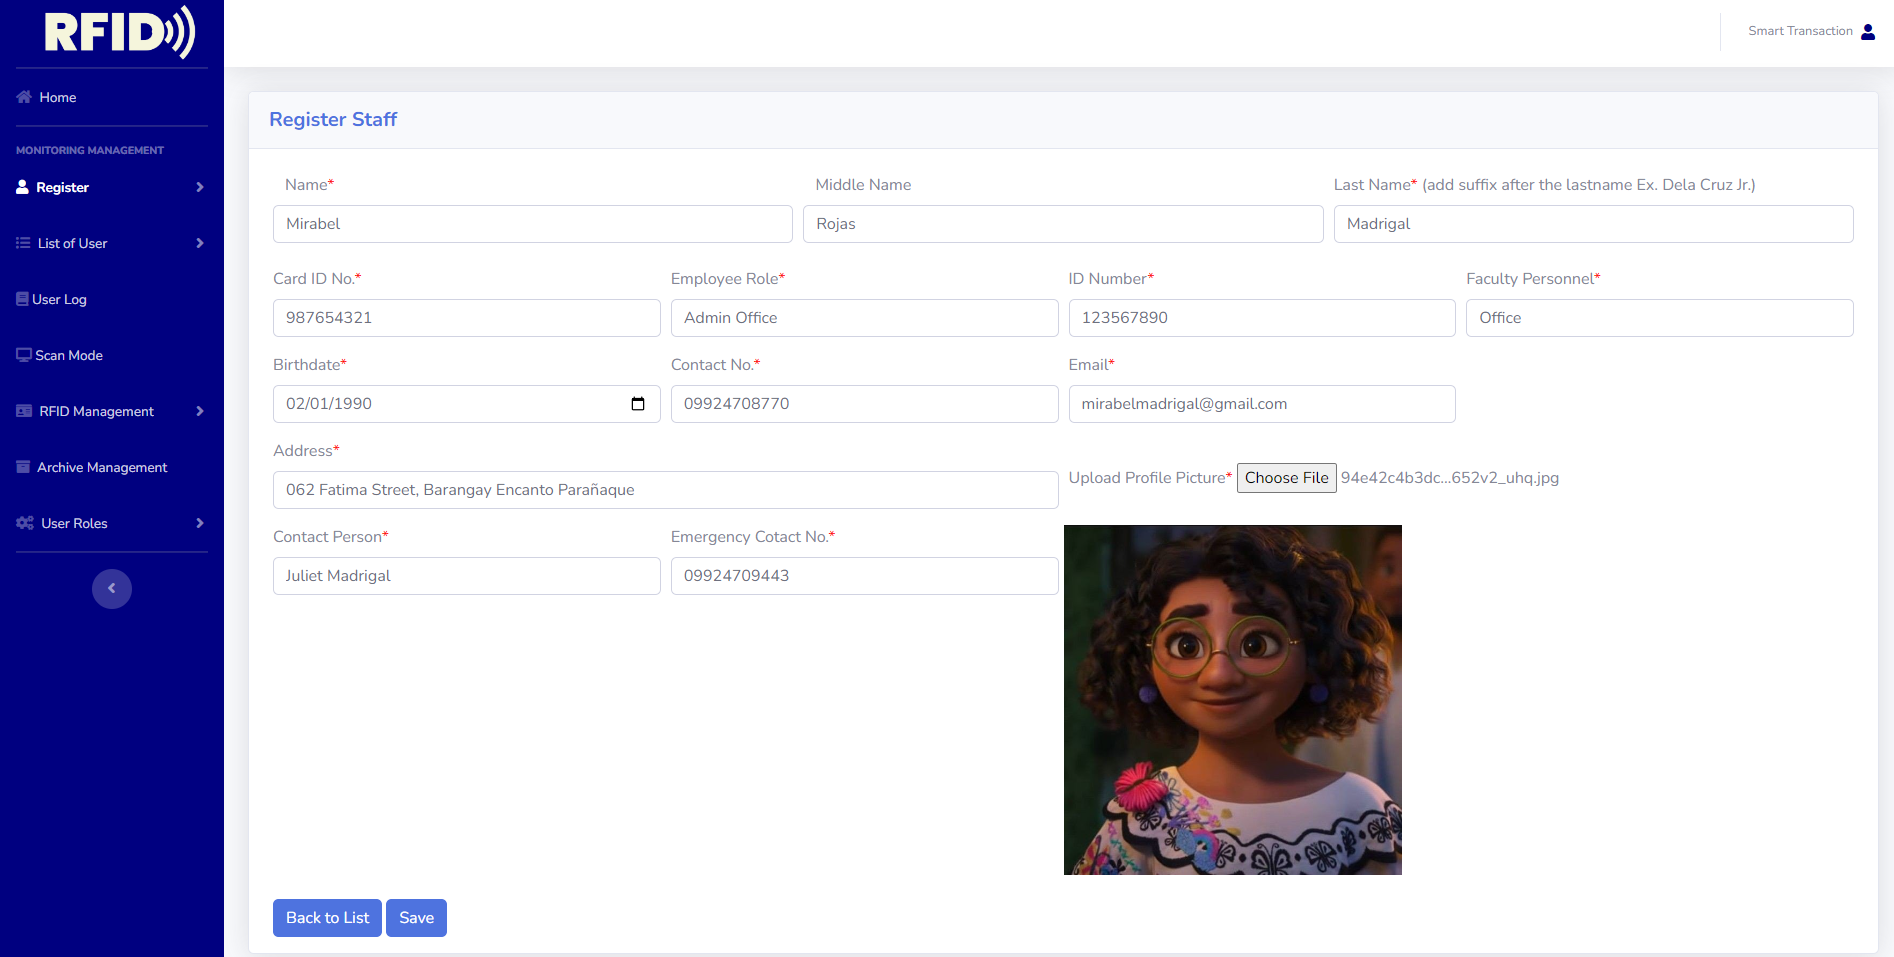 RFID
Smart Transaction
Home
MONITORING MANAGEMENT
Register
List of User
User Log
Scan Mode
RFID Management
Archive Management
User Roles
Register Staff
Name* Middle Name Last Name* (add suffix after the lastname Ex. Dela Cruz Jr.)
Mirabel Rojas Madrigal
Card ID No.* Employee Role* ID Number* Faculty Personnel*
987654321 Admin Office 123567890 Office
Birthdate* Contact No.* Email*
02/01/1990 09924708770 mirabelmadrigal@gmail.com
Address*
062 Fatima Street, Barangay Encanto Parañaque
Upload Profile Picture* Choose File 94e42c4b3dc...652v2_uhq.jpg
Contact Person* Emergency Cotact No.*
Juliet Madrigal 09924709443
Back to List Save